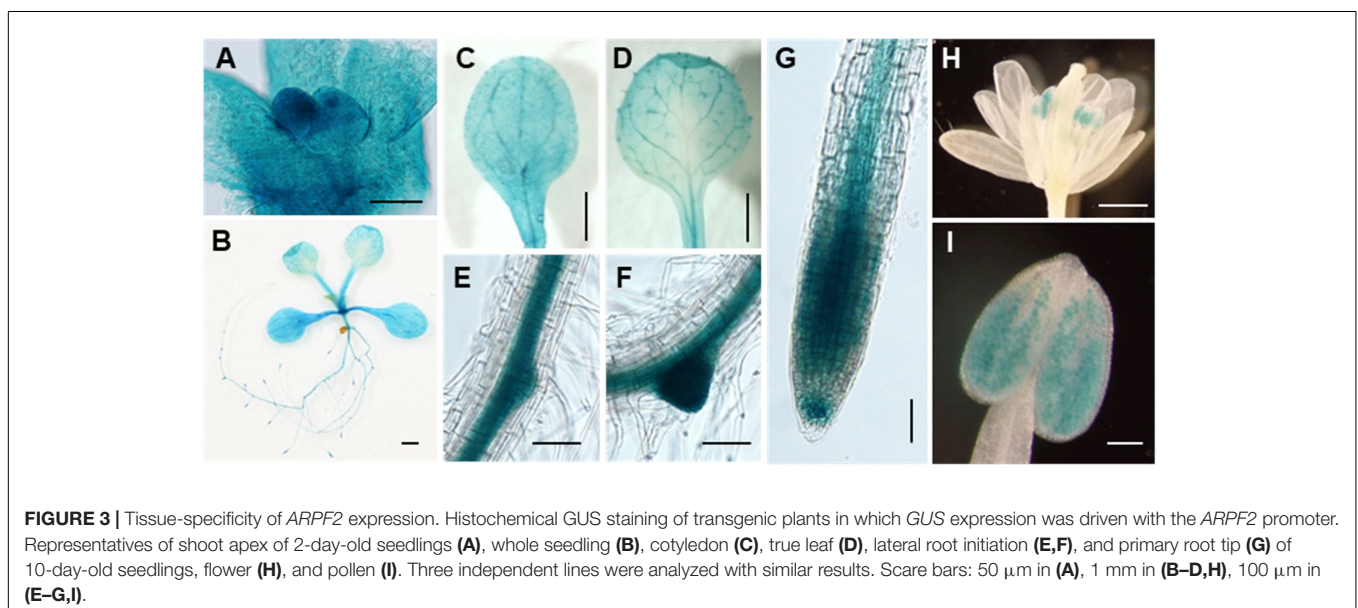 A
B
C
D
E
F
G
H
I
FIGURE 3 | Tissue-specificity of ARPF2 expression. Histochemical GUS staining of transgenic plants in which GUS expression was driven with the ARPF2 promoter.
Representatives of shoot apex of 2-day-old seedlings (A), whole seedling (B), cotyledon (C), true leaf (D), lateral root initiation (E,F), and primary root tip (G) of
10-day-old seedlings, flower (H), and pollen (I). Three independent lines were analyzed with similar results. Scare bars: 50 μm in (A), 1 mm in (B–D,H), 100 μm in
(E–G,I).